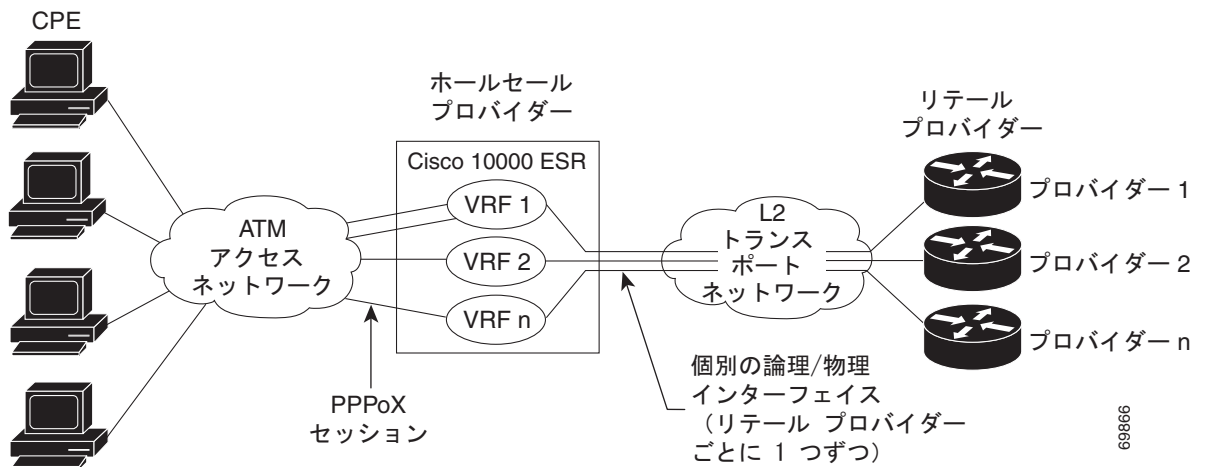 CPE
ホールセール
プロバイダー
リテール
プロバイダー
Cisco 10000 ESR
VRF 1
VRF 2
VRF n
ATM
アクセス
ネットワーク
L2
トランス
ポート
ネットワーク
プロバイダー 1
プロバイダー 2
プロバイダー n
PPPoX
セッション
個別の論理/物理
インターフェイス
（リテール プロバイダー
ごとに 1 つずつ）
69866